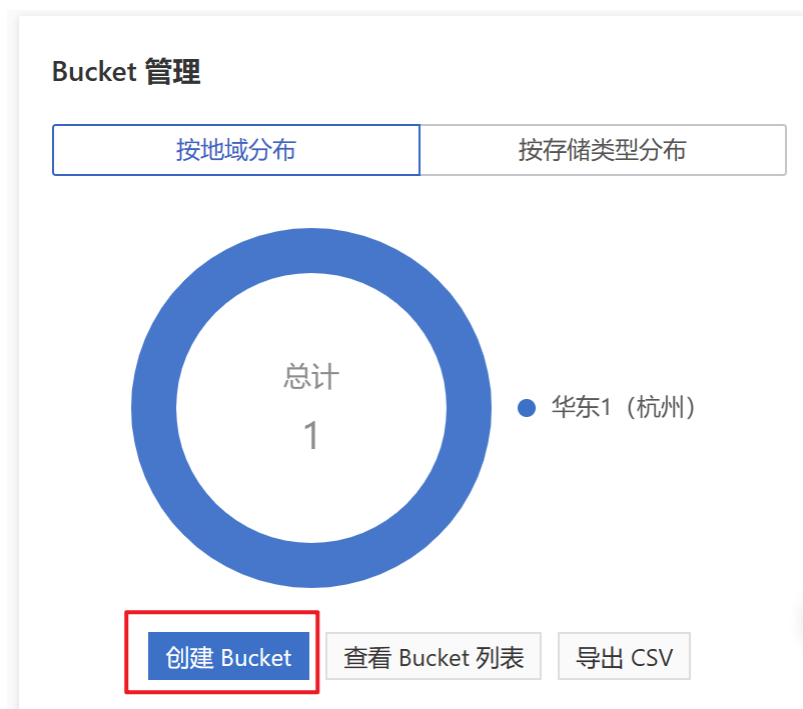 Bucket 管理
按地域分布 按存储类型分布
总计
1
华东1（杭州）
创建 Bucket 查看 Bucket 列表 导出 CSV